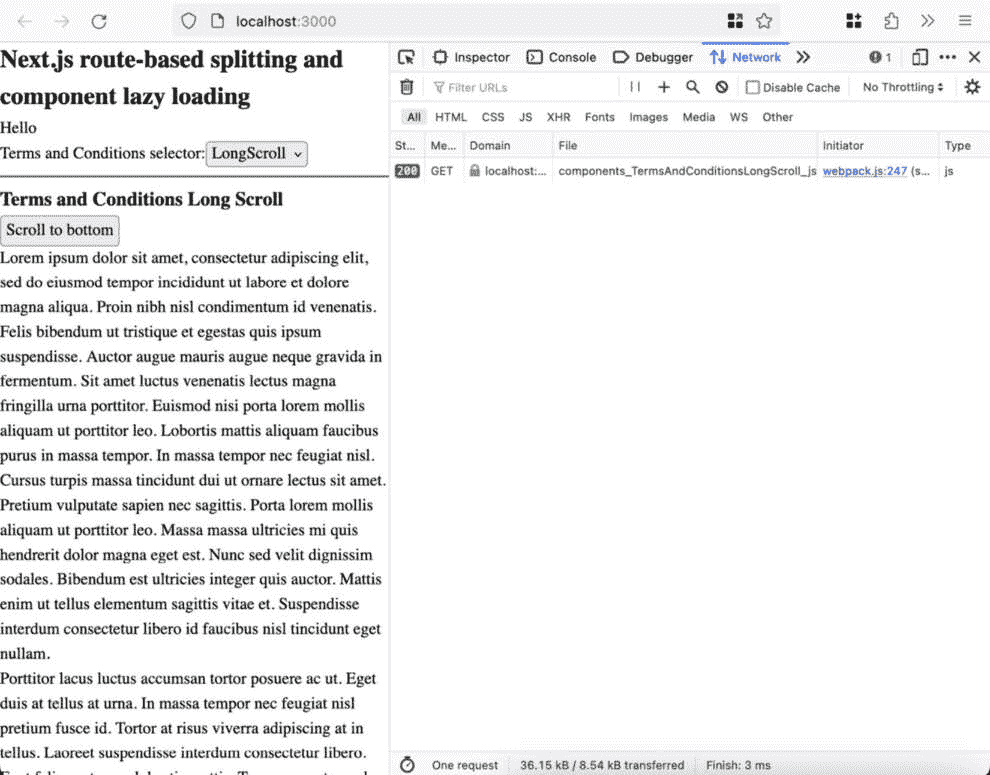 localhost:3000
Next.js route-based splitting and
component lazy loading
Hello
Terms and Conditions selector: LongScroll
Terms and Conditions Long Scroll
Scroll to bottom
Lorem ipsum dolor sit amet, consectetur adipiscing elit,
sed do eiusmod tempor incididunt ut labore et dolore
magna aliqua. Proin nibh nisl condimentum id venenatis.
Felis bibendum ut tristique et egestas quis ipsum
suspendisse. Auctor augue mauris augue neque gravida in
fermentum. Sit amet luctus venenatis lectus magna
fringilla urna porttitor. Euismod nisi porta lorem mollis
aliquam ut porttitor leo. Lobortis mattis aliquam faucibus
purus in massa tempor. In massa tempor nec feugiat nisl.
Cursus turpis massa tincidunt dui ut ornare lectus sit amet.
Pretium vulputate sapien nec sagittis. Porta lorem mollis
aliquam ut porttitor leo. Massa massa ultricies mi quis
hendrerit dolor magna eget est. Nunc sed velit dignissim
sodales. Bibendum est ultricies integer quis auctor. Mattis
enim ut tellus elementum sagittis vitae et. Suspendisse
interdum consectetur libero id faucibus nisl tincidunt eget
nullam.
Porttitor lacus luctus accumsan tortor posuere ac ut. Eget
duis at tellus at urna. In massa tempor nec feugiat nisl
pretium fusce id. Tortor at risus viverra adipiscing at in
tellus. Laoreet suspendisse interdum consectetur libero.
Inspector Console Debugger Network 1
Filter URLs Disable Cache No Throttling
All HTML CSS JS XHR Fonts Images Media WS Other
St... Me... Domain File Initiator Type
200 GET localhost:... components_TermsAndConditionsLongScroll_js webpack.js:247 (s... js
One request 36.15 kB / 8.54 kB transferred Finish: 3 ms